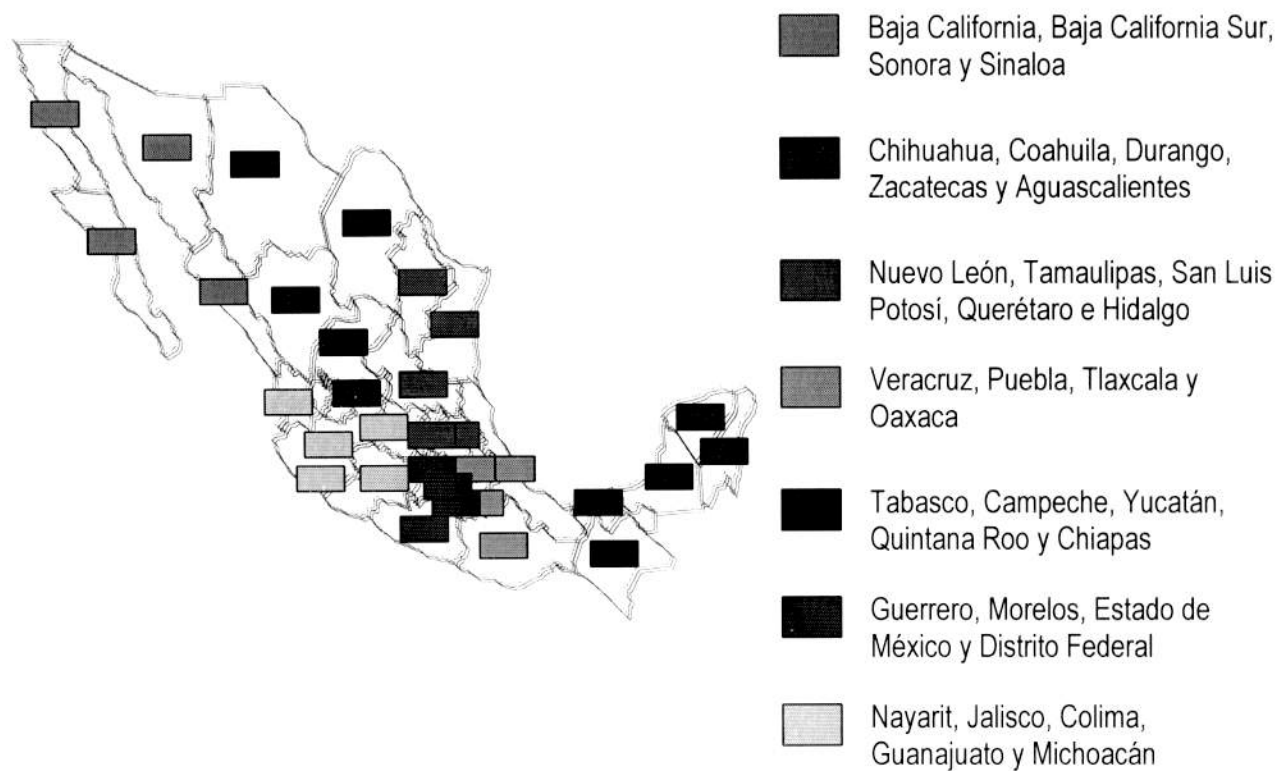 Baja California, Baja California Sur,
Sonora y Sinaloa
Chihuahua, Coahuila, Durango,
Zacatecas y Aguascalientes
Nuevo León, Tamaulipas, San Luis
Potosí, Querétaro e Hidalgo
Veracruz, Puebla, Tlaxcala y
Oaxaca
Tabasco, Campeche, Yucatán,
Quintana Roo y Chiapas
Guerrero, Morelos, Estado de
México y Distrito Federal
Nayarit, Jalisco, Colima,
Guanajuato y Michoacán